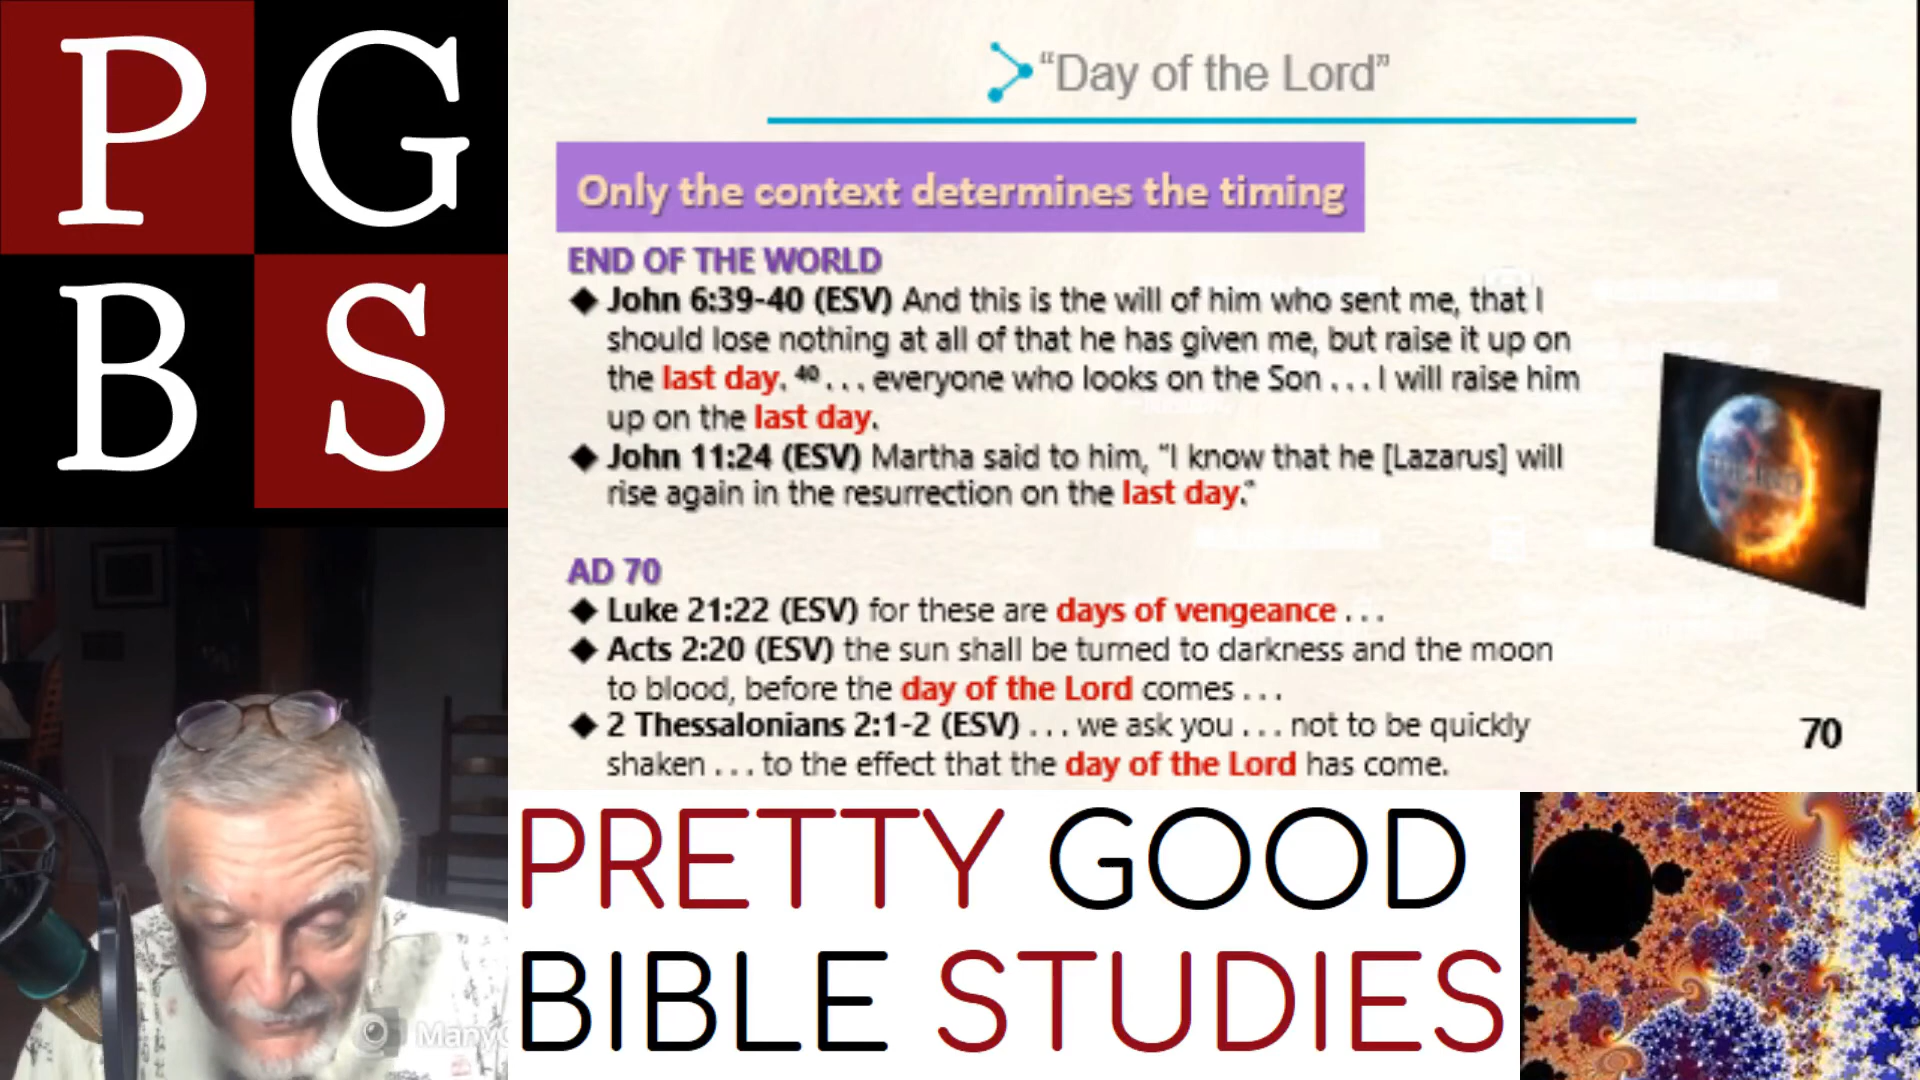 P G
B S
"Day of the Lord"
Only the context determines the timing
END OF THE WORLD
◆ John 6:39-40 (ESV) And this is the will of him who sent me, that I
should lose nothing at all of that he has given me, but raise it up on
the last day. ⁴⁰ . . . everyone who looks on the Son . . . I will raise him
up on the last day.
◆ John 11:24 (ESV) Martha said to him, "I know that he [Lazarus] will
rise again in the resurrection on the last day."
THE END
AD 70
◆ Luke 21:22 (ESV) for these are days of vengeance . . .
◆ Acts 2:20 (ESV) the sun shall be turned to darkness and the moon
to blood, before the day of the Lord comes . . .
◆ 2 Thessalonians 2:1-2 (ESV) . . . we ask you . . . not to be quickly
shaken . . . to the effect that the day of the Lord has come.
70
ManyC
PRETTY GOOD
BIBLE STUDIES